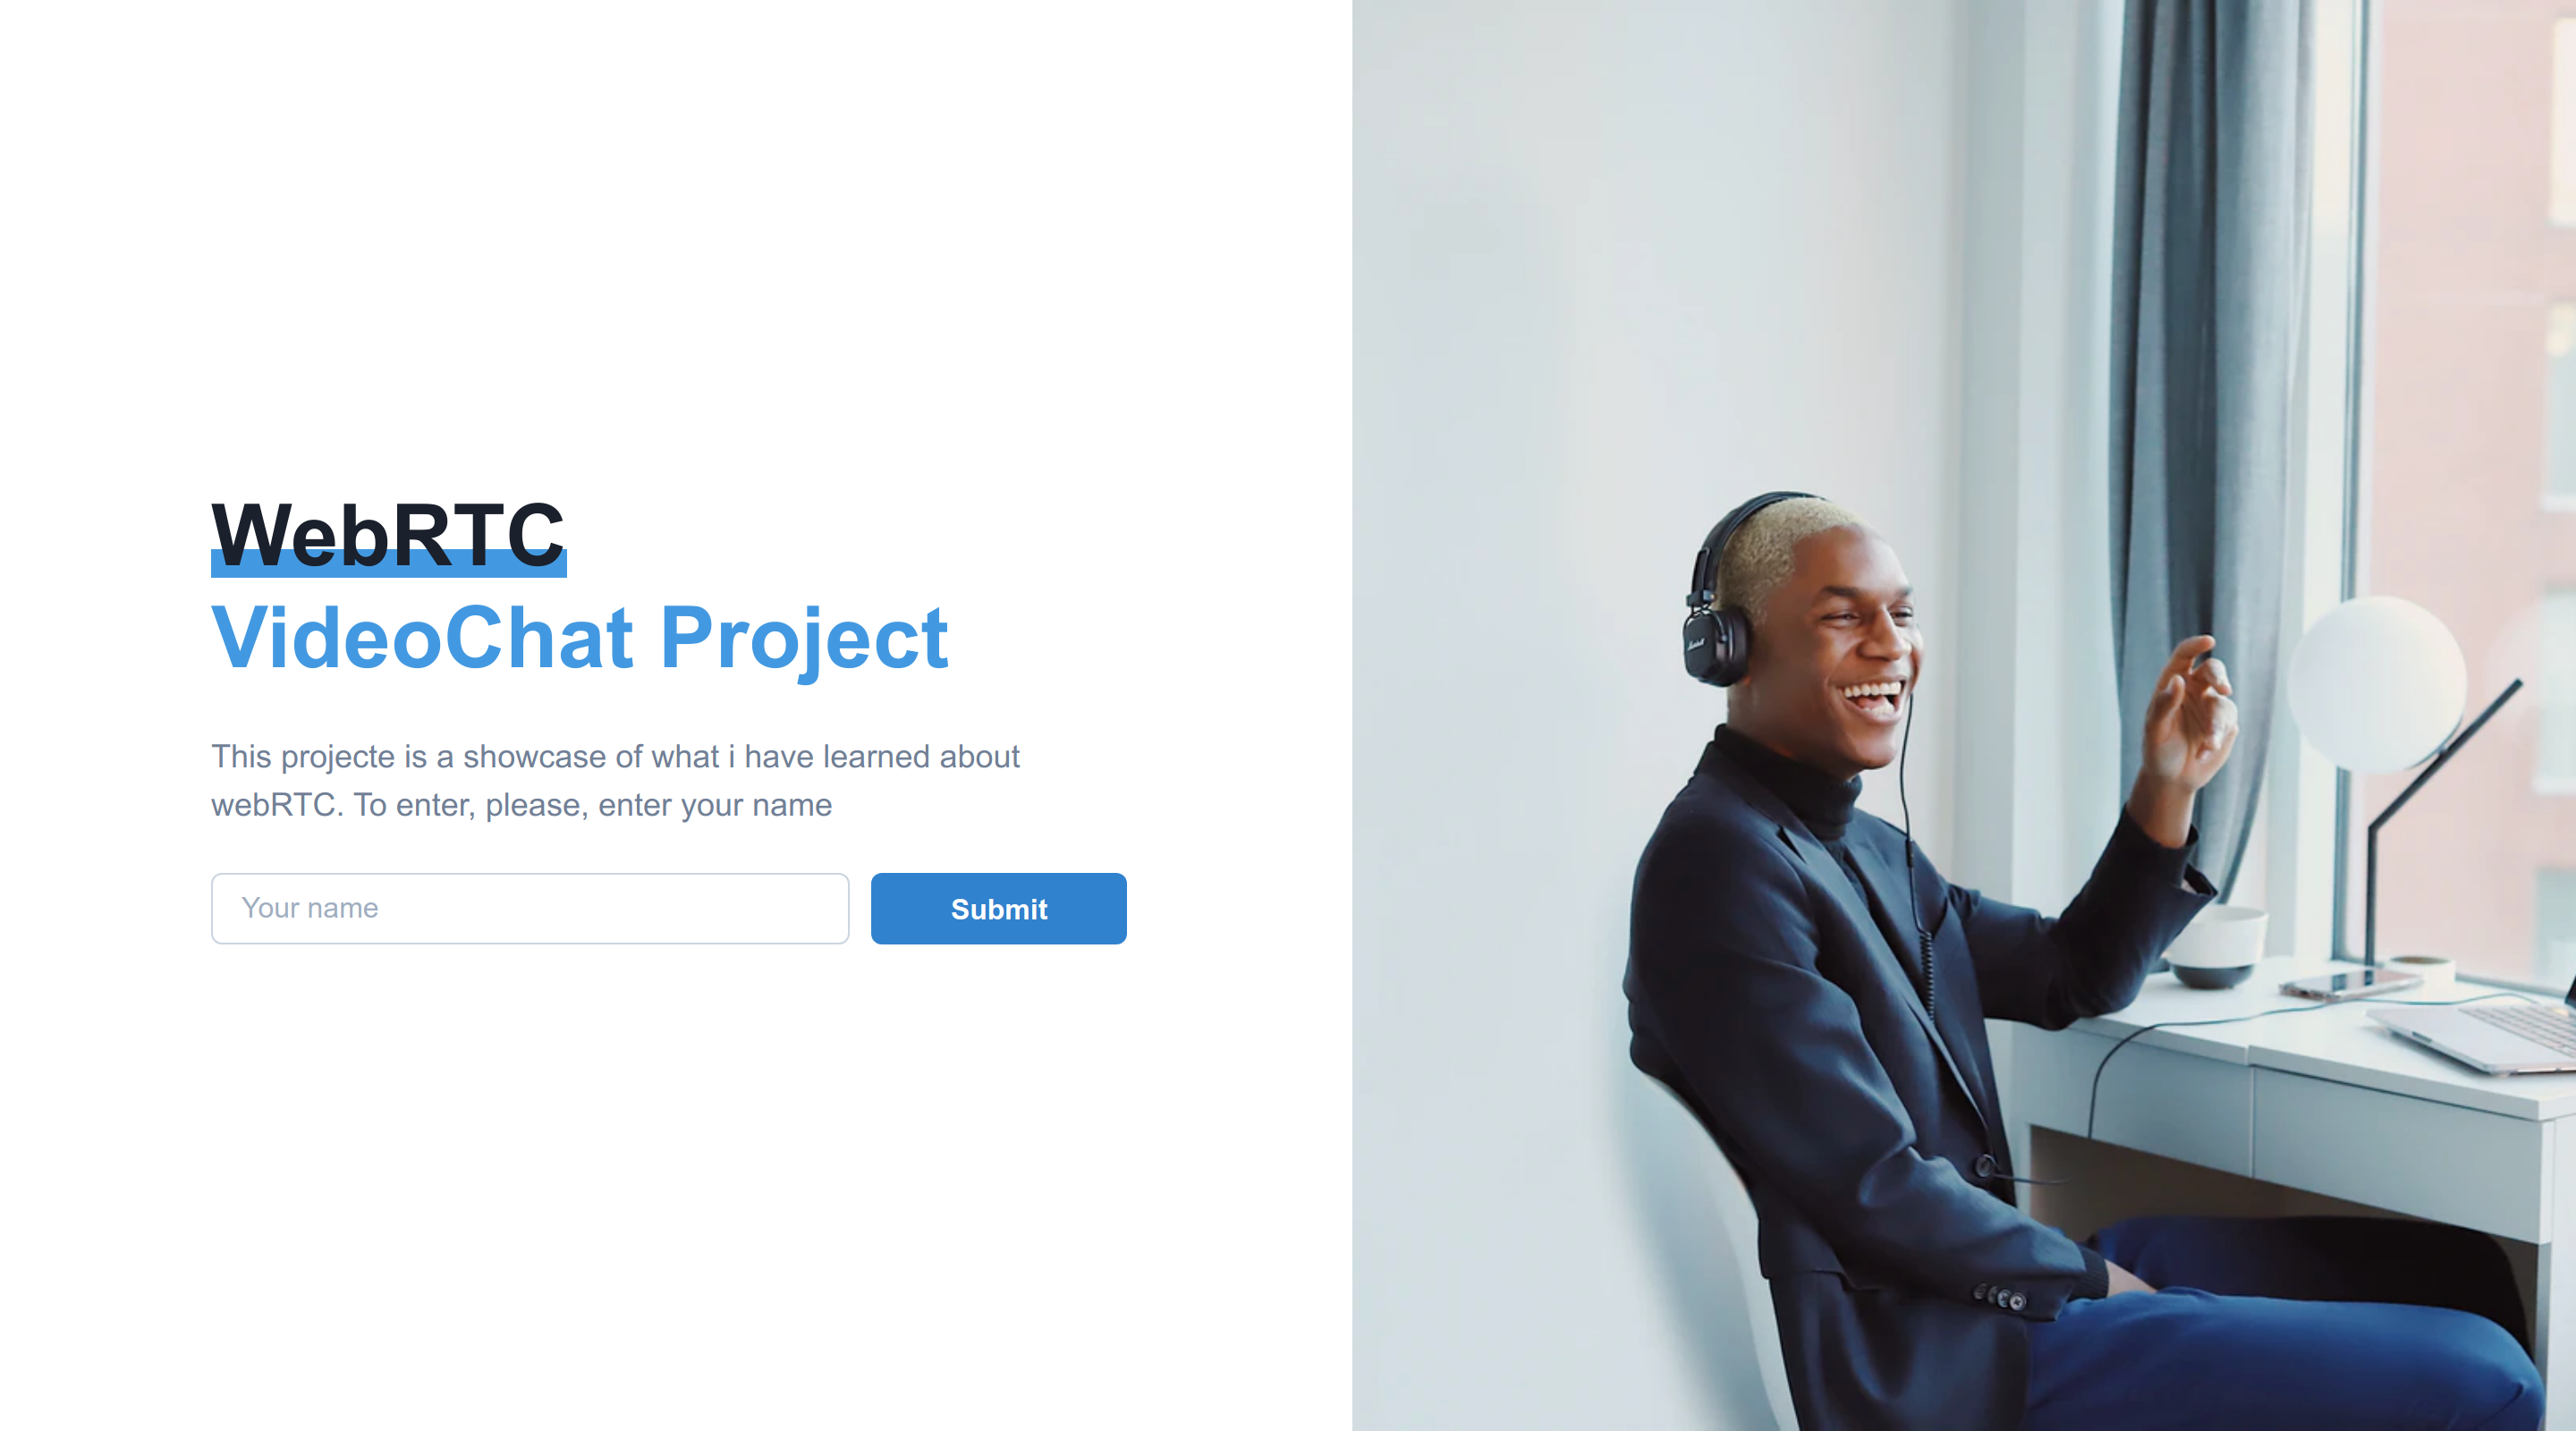 WebRTC
VideoChat Project
This projecte is a showcase of what i have learned about
webRTC. To enter, please, enter your name
Your name
Submit
Marshall